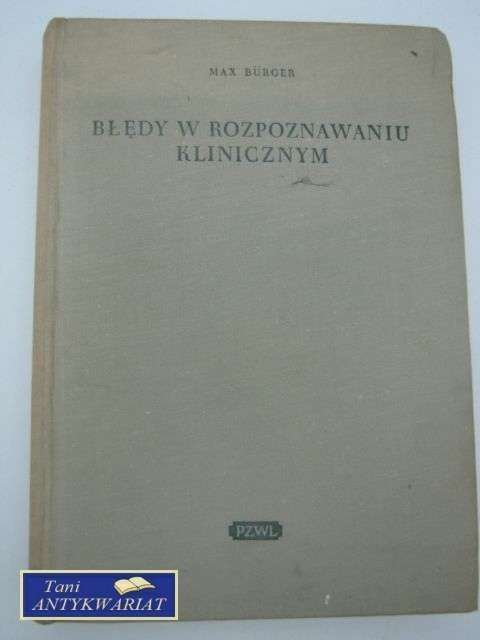 MAX BÜRGER
BŁĘDY W ROZPOZNAWANIU
KLINICZNYM
PZWL
Tani
ANTYKWARIAT